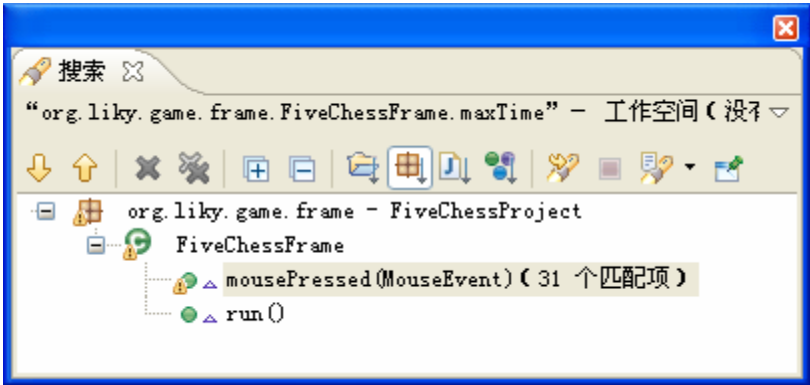 搜索
“org.liky.game.frame.FiveChessFrame.maxTime” – 工作空间（没
org.liky.game.frame - FiveChessProject
FiveChessFrame
mousePressed(MouseEvent)（31 个匹配项）
run()